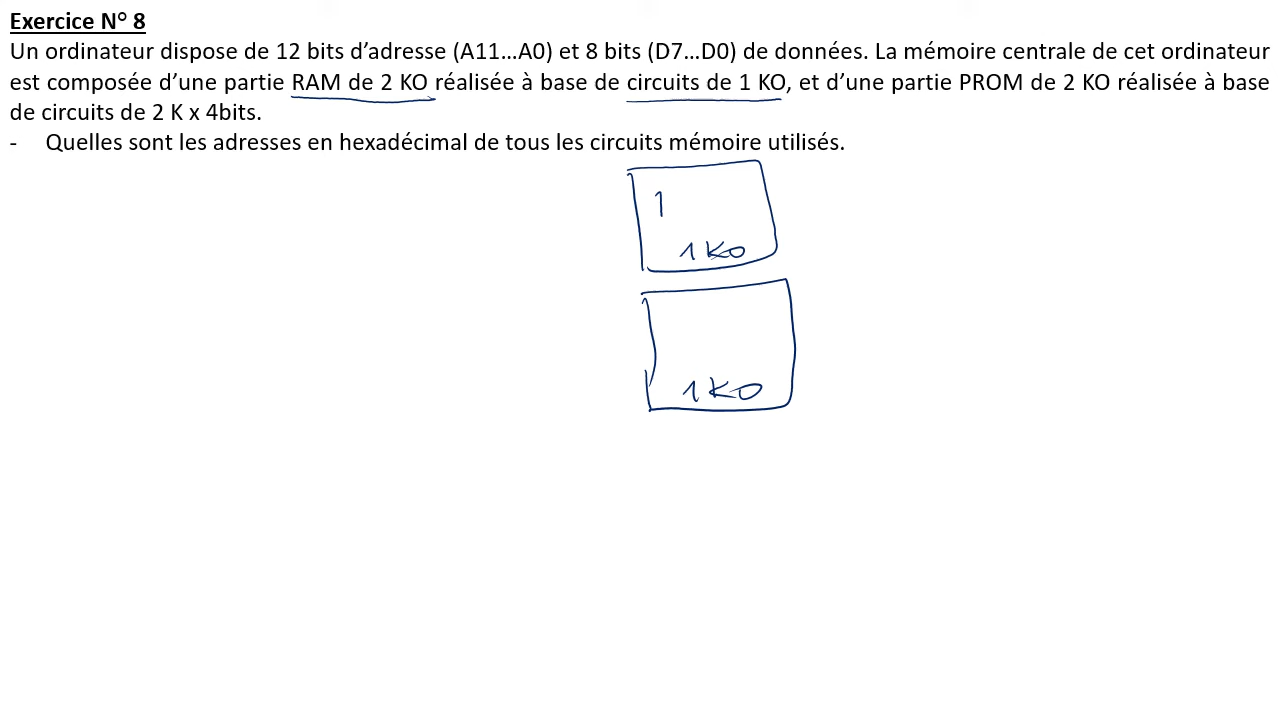 Exercice N° 8
Un ordinateur dispose de 12 bits d’adresse (A11…A0) et 8 bits (D7…D0) de données. La mémoire centrale de cet ordinateur
est composée d’une partie RAM de 2 KO réalisée à base de circuits de 1 KO, et d’une partie PROM de 2 KO réalisée à base
de circuits de 2 K x 4bits.
- Quelles sont les adresses en hexadécimal de tous les circuits mémoire utilisés.
1
1 KO
1 KO